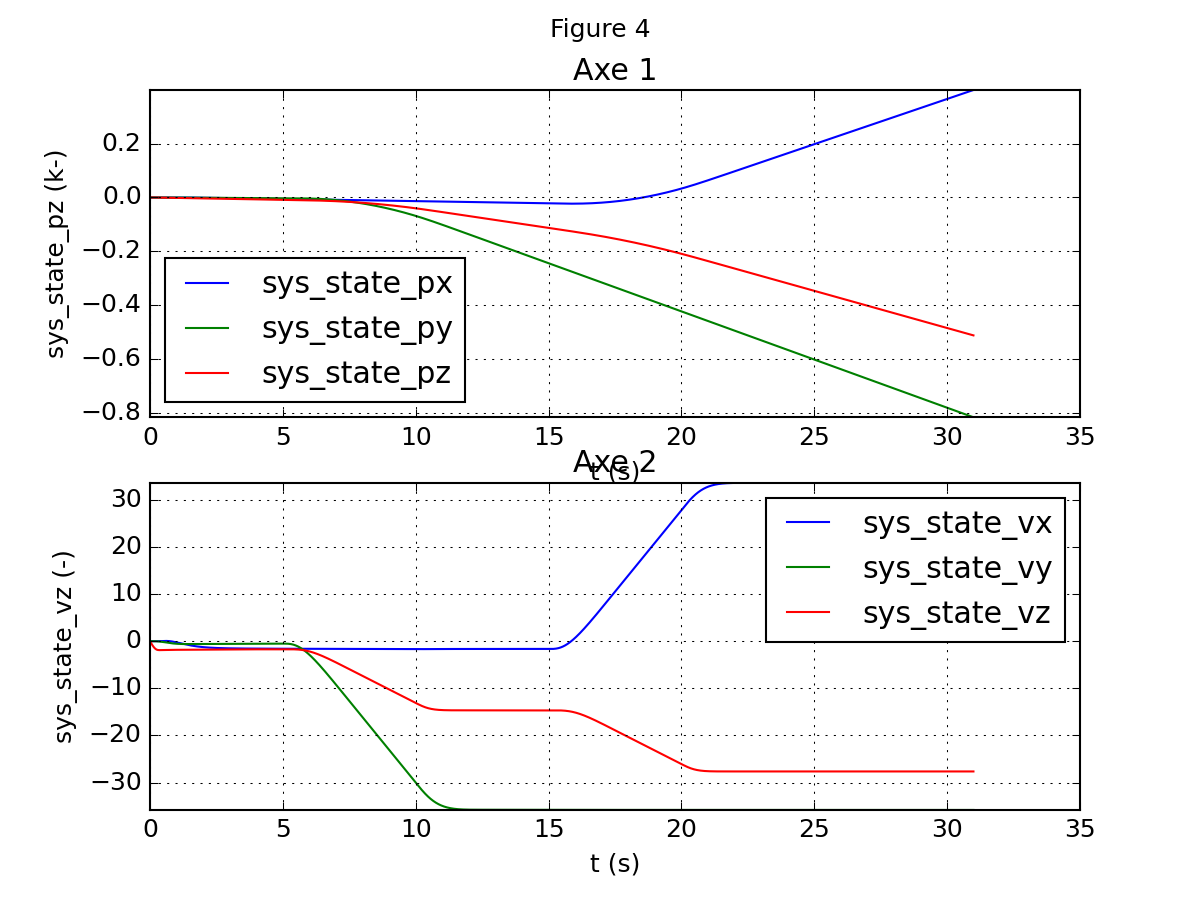 Figure 4
Axe 1
sys_state_pz (k-)
0.2
0.0
−0.2
−0.4
−0.6
−0.8
sys_state_px
sys_state_py
sys_state_pz
0 5 10 15 20 25 30 35
t (s)
Axe 2
sys_state_vz (-)
30
20
10
0
−10
−20
−30
sys_state_vx
sys_state_vy
sys_state_vz
0 5 10 15 20 25 30 35
t (s)